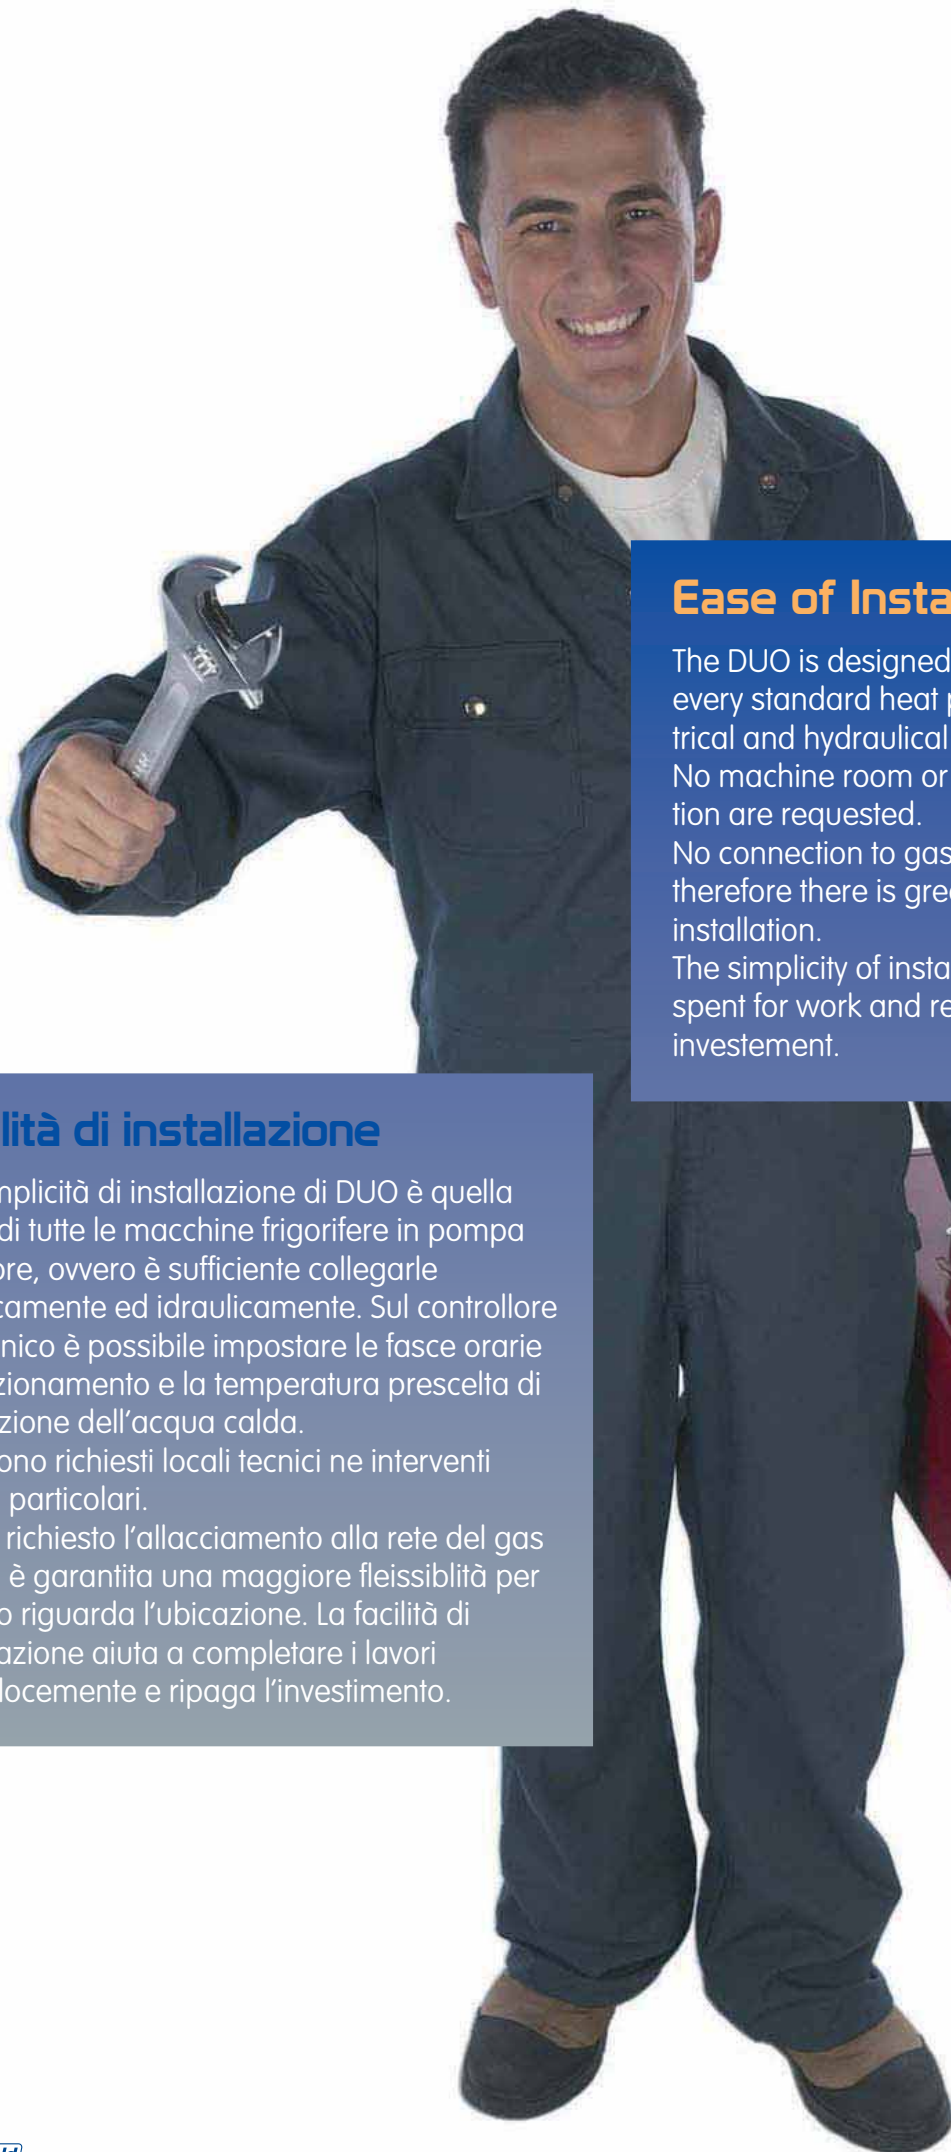 Ease of Insta
The DUO is designed
every standard heat p
trical and hydraulical
No machine room or
tion are requested.
No connection to gas
therefore there is gre
installation.
The simplicity of insta
spent for work and re
investement.
lità di installazione
mplicità di installazione di DUO è quella
di tutte le macchine frigorifere in pompa
ore, ovvero è sufficiente collegarle
camente ed idraulicamente. Sul controllore
nico è possibile impostare le fasce orarie
zionamento e la temperatura prescelta di
zione dell'acqua calda.
ono richiesti locali tecnici ne interventi
particolari.
richiesto l'allacciamento alla rete del gas
è garantita una maggiore fleissiblità per
o riguarda l'ubicazione. La facilità di
azione aiuta a completare i lavori
locemente e ripaga l'investimento.